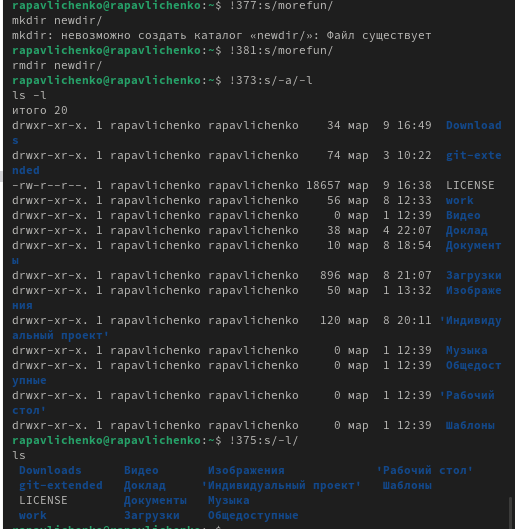 rapavlichenko@rapavlichenko:~$ !377:s/morefun/
mkdir newdir/
mkdir: невозможно создать каталог «newdir/»: Файл существует
rapavlichenko@rapavlichenko:~$ !381:s/morefun/
rmdir newdir/
rapavlichenko@rapavlichenko:~$ !373:s/-a/-l
ls -l
итого 20
drwxr-xr-x. 1 rapavlichenko rapavlichenko    34 мар  9 16:49  Download
s
drwxr-xr-x. 1 rapavlichenko rapavlichenko    74 мар  3 10:22  git-exte
nded
-rw-r--r--. 1 rapavlichenko rapavlichenko 18657 мар  9 16:38  LICENSE
drwxr-xr-x. 1 rapavlichenko rapavlichenko    56 мар  8 12:33  work
drwxr-xr-x. 1 rapavlichenko rapavlichenko     0 мар  1 12:39  Видео
drwxr-xr-x. 1 rapavlichenko rapavlichenko    38 мар  4 22:07  Доклад
drwxr-xr-x. 1 rapavlichenko rapavlichenko    10 мар  8 18:54  Документ
ы
drwxr-xr-x. 1 rapavlichenko rapavlichenko   896 мар  8 21:07  Загрузки
drwxr-xr-x. 1 rapavlichenko rapavlichenko    50 мар  1 13:32  Изображе
ния
drwxr-xr-x. 1 rapavlichenko rapavlichenko   120 мар  8 20:11 'Индивиду
альный проект'
drwxr-xr-x. 1 rapavlichenko rapavlichenko     0 мар  1 12:39  Музыка
drwxr-xr-x. 1 rapavlichenko rapavlichenko     0 мар  1 12:39  Общедост
упные
drwxr-xr-x. 1 rapavlichenko rapavlichenko     0 мар  1 12:39 'Рабочий
стол'
drwxr-xr-x. 1 rapavlichenko rapavlichenko     0 мар  1 12:39  Шаблоны
rapavlichenko@rapavlichenko:~$ !375:s/-l/
ls
Downloads      Видео       Изображения             'Рабочий стол'
git-extended   Доклад     'Индивидуальный проект'   Шаблоны
LICENSE        Документы   Музыка
work           Загрузки    Общедоступные